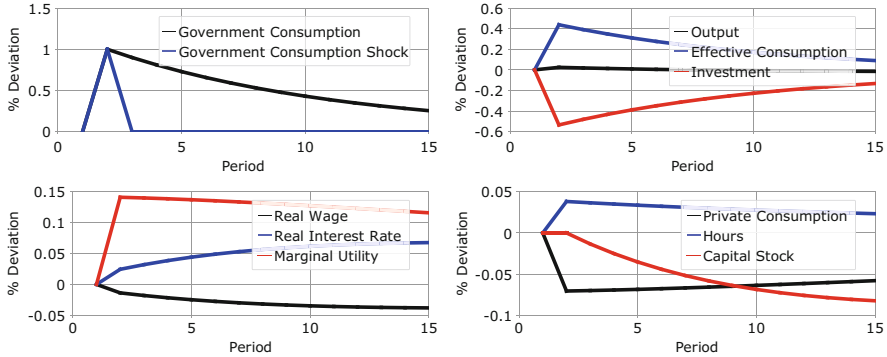 1.5
1
0.5
0
% Deviation
Government Consumption
Government Consumption Shock
0
5
10
15
Period
0.6
0.4
0.2
0
-0.2
-0.4
-0.6
% Deviation
Output
Effective Consumption
Investment
0
5
10
15
Period
0.15
0.1
0.05
0
-0.05
% Deviation
Real Wage
Real Interest Rate
Marginal Utility
0
5
10
15
Period
0.05
0
-0.05
-0.1
% Deviation
Private Consumption
Hours
Capital Stock
0
5
10
15
Period